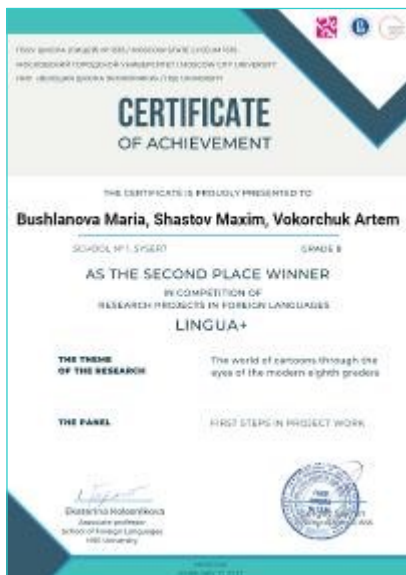 CERTIFICATE
OF ACHIEVEMENT
THE CERTIFICATE IS PROUDLY PRESENTED TO
Bushlanova Maria, Shastov Maxim, Vokorchuk Artem
SCHOOL №1, SYSERT GRADE 8
AS THE SECOND PLACE WINNER
IN COMPETITION OF
RESEARCH PROJECTS IN FOREIGN LANGUAGES
LINGUA+
THE THEME
OF THE RESEARCH
The world of cartoons through the
eyes of the modern eighth graders
THE PANEL
FIRST STEPS IN PROJECT WORK
Ekaterina Kolesnikova
Associate professor
School of Foreign Languages
HSE University